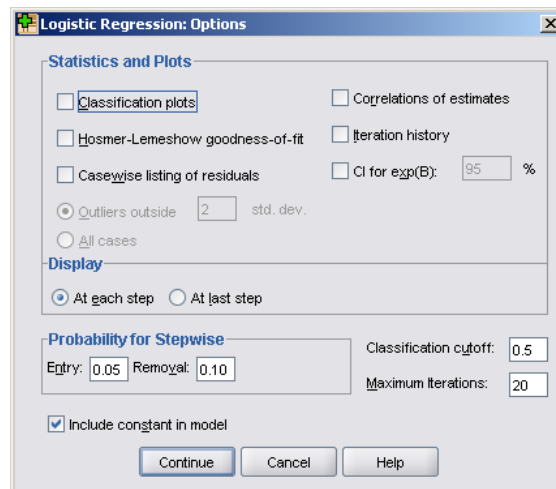 Logistic Regression: Options
Statistics and Plots
Classification plots
Correlations of estimates
Hosmer-Lemeshow goodness-of-fit
Iteration history
Casewise listing of residuals
CI for exp(B): 95 %
Outliers outside 2 std. dev.
All cases
Display
At each step At last step
Probability for Stepwise
Entry: 0.05 Removal: 0.10
Classification cutoff: 0.5
Maximum Iterations: 20
Include constant in model
Continue Cancel Help